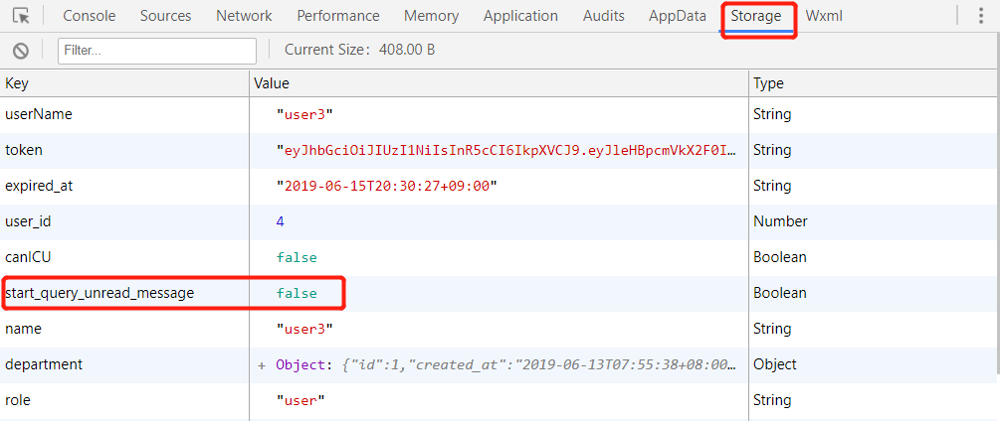 Console Sources Network Performance Memory Application Audits AppData Storage Wxml
Filter... Current Size: 408.00 B
Key Value Type
userName "user3" String
token "eyJhbGciOiJIUzI1NiIsInR5cCI6IkpXVCJ9.eyJleHBpcmVkX2F0I... String
expired_at "2019-06-15T20:30:27+09:00" String
user_id 4 Number
canICU false Boolean
start_query_unread_message false Boolean
name "user3" String
department + Object: {"id":1,"created_at":"2019-06-13T07:55:38+08:00... Object
role "user" String